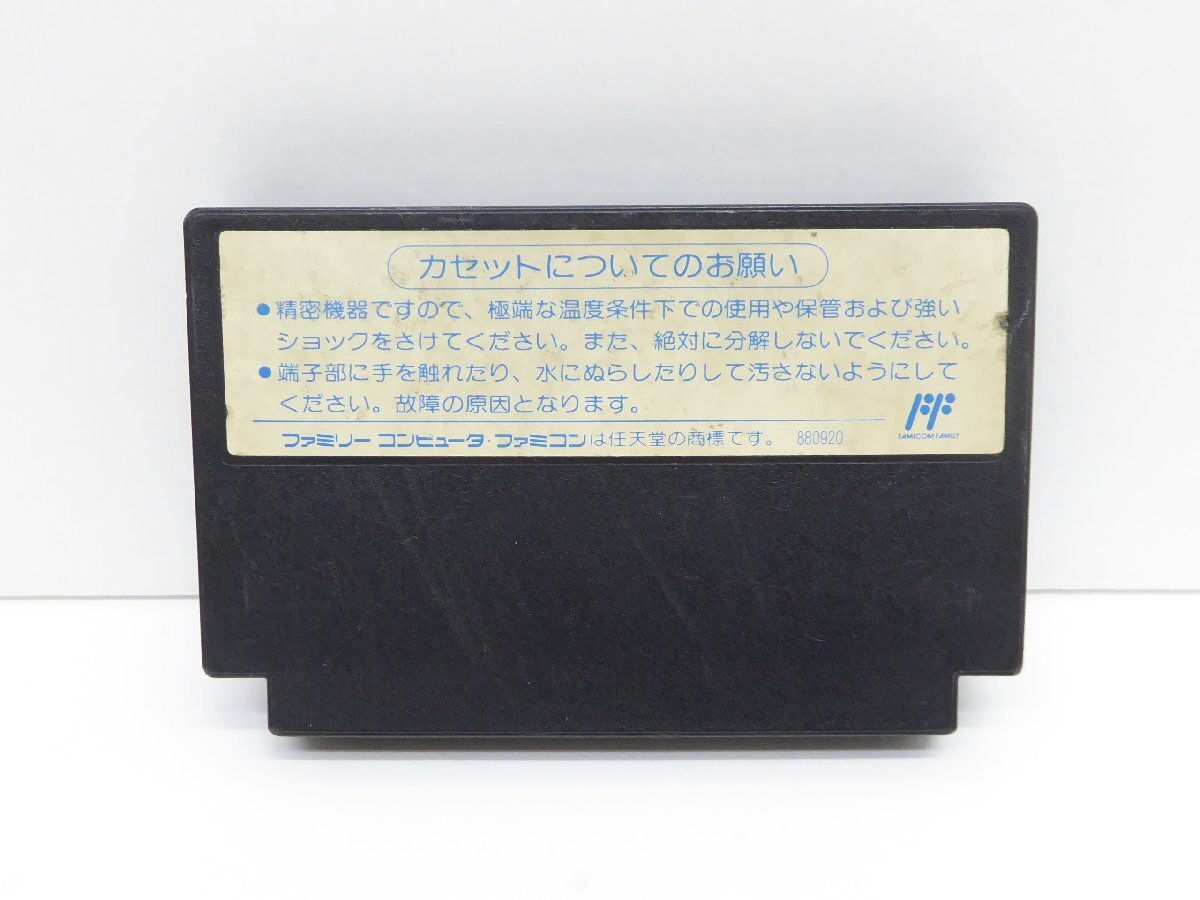 カセットについてのお願い
●精密機器ですので、極端な温度条件下での使用や保管および強い
ショックをさけてください。また、絶対に分解しないでください。
●端子部に手を触れたり、水にぬらしたりして汚さないようにして
ください。故障の原因となります。
ファミリー コンピュータ・ファミコンは任天堂の商標です。 880920
FAMICOM FAMILY